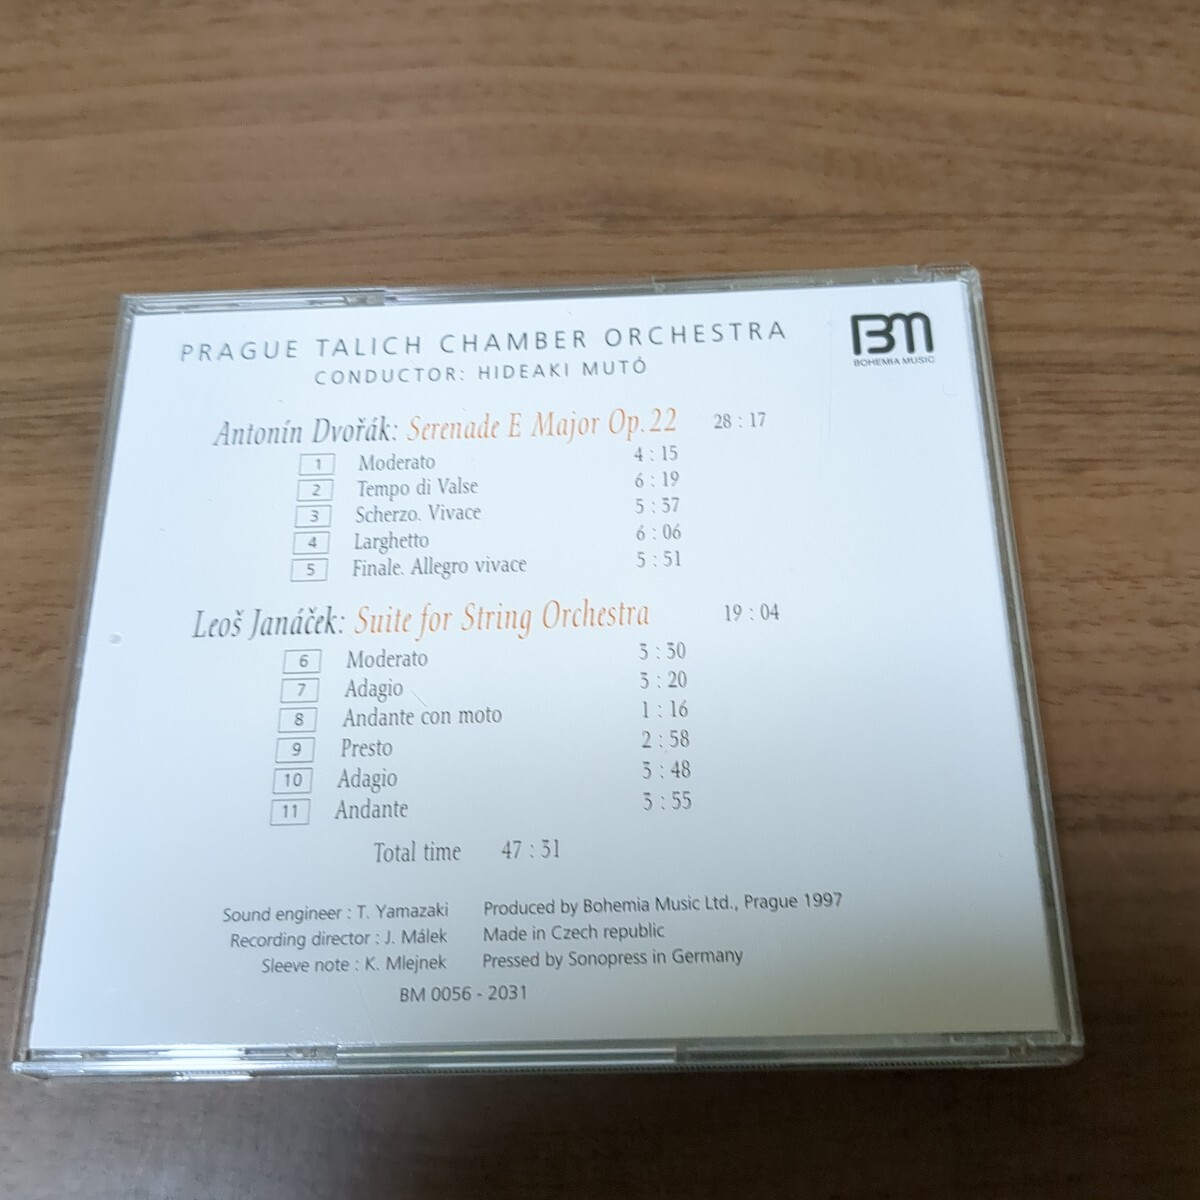 PRAGUE TALICH CHAMBER ORCHESTRA
CONDUCTOR: HIDEAKI MUTÓ
BM
BOHEMIA MUSIC
Antonín Dvořák: Serenade E Major Op.22 28 : 17
1 Moderato 4 : 15
2 Tempo di Valse 6 : 19
3 Scherzo. Vivace 5 : 37
4 Larghetto 6 : 06
5 Finale. Allegro vivace 5 : 51
Leoš Janáček: Suite for String Orchestra 19 : 04
6 Moderato 3 : 30
7 Adagio 3 : 20
8 Andante con moto 1 : 16
9 Presto 2 : 58
10 Adagio 3 : 48
11 Andante 3 : 55
Total time 47 : 31
Sound engineer : T. Yamazaki Produced by Bohemia Music Ltd., Prague 1997
Recording director : J. Málek Made in Czech republic
Sleeve note : K. Mlejnek Pressed by Sonopress in Germany
BM 0056 - 2031